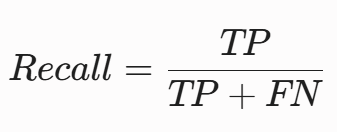 Recall = TP / (TP + FN)